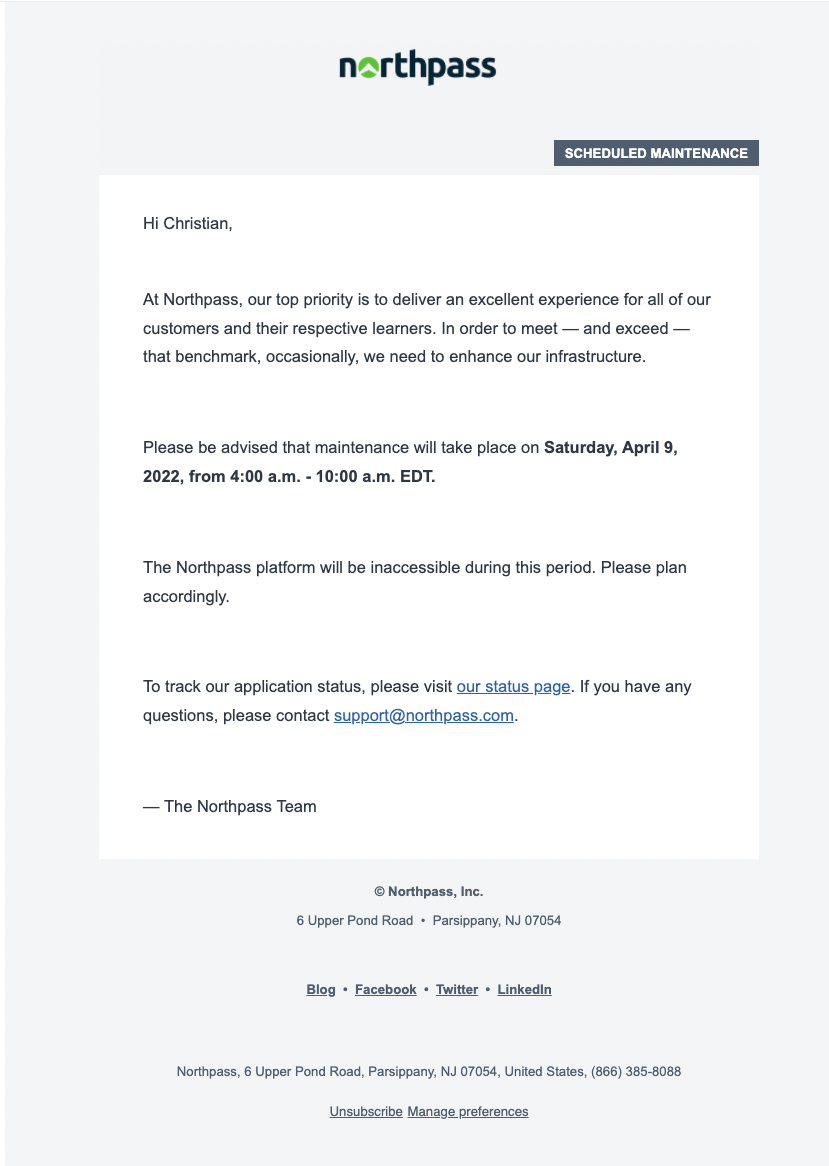 northpass
SCHEDULED MAINTENANCE
Hi Christian,
At Northpass, our top priority is to deliver an excellent experience for all of our
customers and their respective learners. In order to meet — and exceed —
that benchmark, occasionally, we need to enhance our infrastructure.
Please be advised that maintenance will take place on Saturday, April 9,
2022, from 4:00 a.m. - 10:00 a.m. EDT.
The Northpass platform will be inaccessible during this period. Please plan
accordingly.
To track our application status, please visit our status page. If you have any
questions, please contact support@northpass.com.
— The Northpass Team
© Northpass, Inc.
6 Upper Pond Road • Parsippany, NJ 07054
Blog • Facebook • Twitter • LinkedIn
Northpass, 6 Upper Pond Road, Parsippany, NJ 07054, United States, (866) 385-8088
Unsubscribe Manage preferences